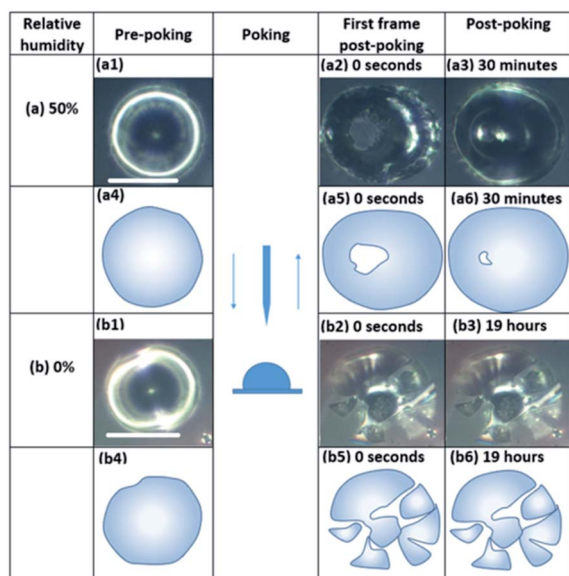 Relative humidity
Pre-poking
Poking
First frame post-poking
Post-poking
(a) 50%
(a1)
(a2) 0 seconds
(a3) 30 minutes
(a4)
(a5) 0 seconds
(a6) 30 minutes
(b) 0%
(b1)
(b2) 0 seconds
(b3) 19 hours
(b4)
(b5) 0 seconds
(b6) 19 hours